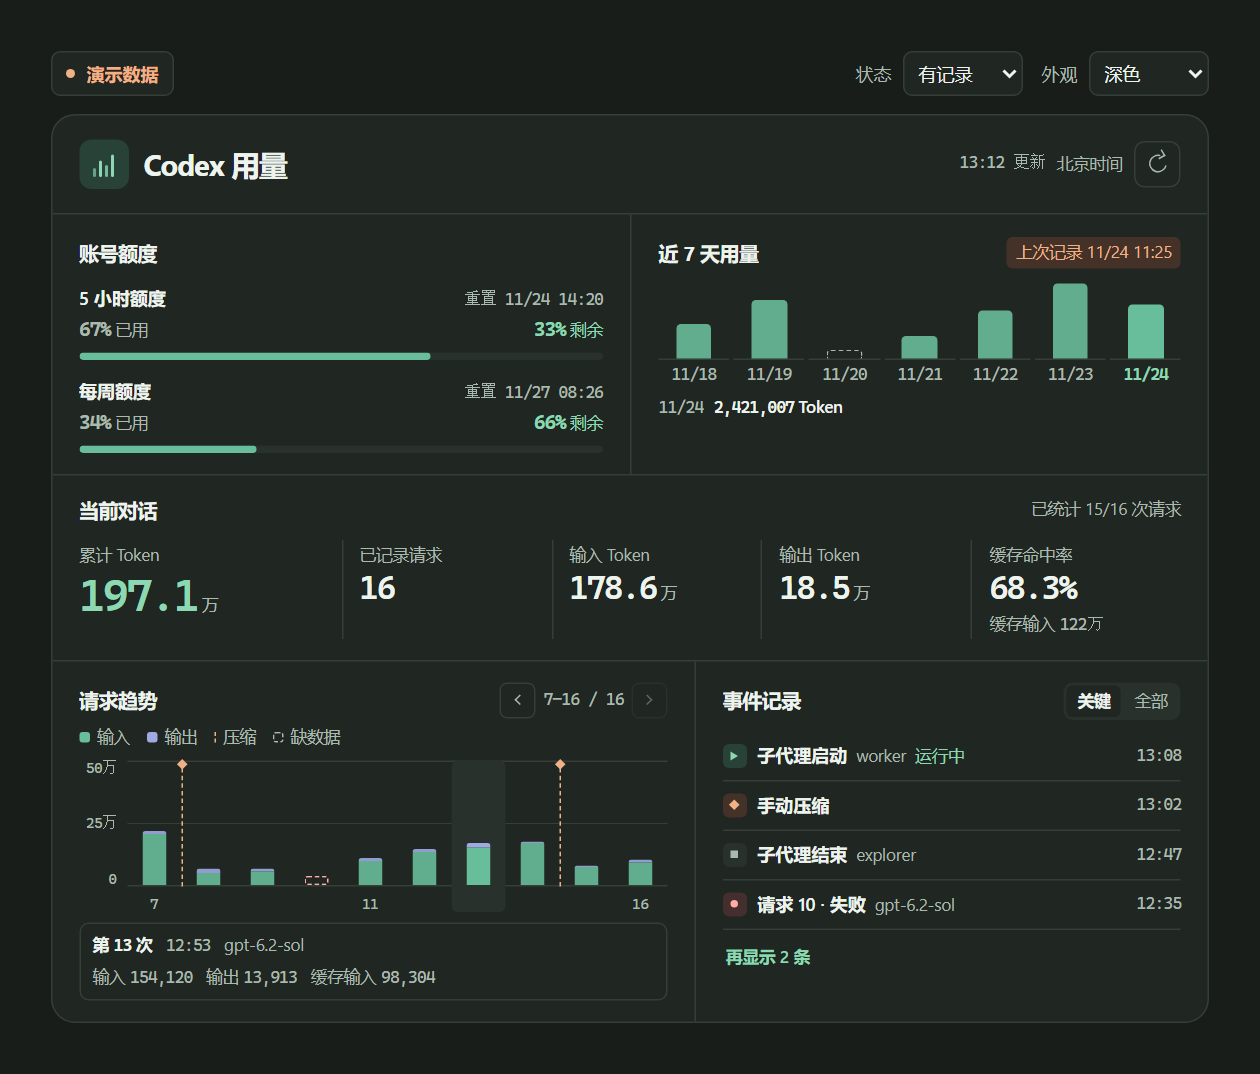 演示数据
状态 有记录 外观 深色
Codex 用量
13:12 更新 北京时间
账号额度
5 小时额度 重置 11/24 14:20
67% 已用 33% 剩余
每周额度 重置 11/27 08:26
34% 已用 66% 剩余
近 7 天用量 上次记录 11/24 11:25
11/18 11/19 11/20 11/21 11/22 11/23 11/24
11/24 2,421,007 Token
当前对话 已统计 15/16 次请求
累计 Token
197.1万
已记录请求
16
输入 Token
178.6万
输出 Token
18.5万
缓存命中率
68.3%
缓存输入 122万
请求趋势 7–16 / 16
输入 输出 压缩 缺数据
50万
25万
0
7 11 16
第 13 次 12:53 gpt-6.2-sol
输入 154,120 输出 13,913 缓存输入 98,304
事件记录 关键 全部
子代理启动 worker 运行中 13:08
手动压缩 13:02
子代理结束 explorer 12:47
请求 10 · 失败 gpt-6.2-sol 12:35
再显示 2 条